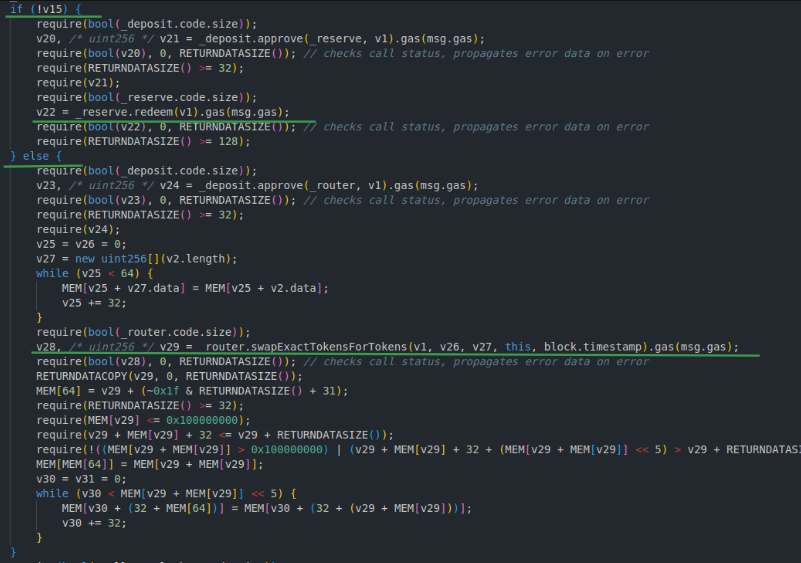 if (!v15) {
    require(bool(_deposit.code.size));
    v20, /* uint256 */ v21 = _deposit.approve(_reserve, v1).gas(msg.gas);
    require(bool(v20), 0, RETURNDATASIZE()); // checks call status, propagates error data on error
    require(RETURNDATASIZE() >= 32);
    require(v21);
    require(bool(_reserve.code.size));
    v22 = _reserve.redeem(v1).gas(msg.gas);
    require(bool(v22), 0, RETURNDATASIZE()); // checks call status, propagates error data on error
    require(RETURNDATASIZE() >= 128);
} else {
    require(bool(_deposit.code.size));
    v23, /* uint256 */ v24 = _deposit.approve(_router, v1).gas(msg.gas);
    require(bool(v23), 0, RETURNDATASIZE()); // checks call status, propagates error data on error
    require(RETURNDATASIZE() >= 32);
    require(v24);
    v25 = v26 = 0;
    v27 = new uint256[](v2.length);
    while (v25 < 64) {
        MEM[v25 + v27.data] = MEM[v25 + v2.data];
        v25 += 32;
    }
    require(bool(_router.code.size));
    v28, /* uint256 */ v29 = _router.swapExactTokensForTokens(v1, v26, v27, this, block.timestamp).gas(msg.gas);
    require(bool(v28), 0, RETURNDATASIZE()); // checks call status, propagates error data on error
    RETURNDATACOPY(v29, 0, RETURNDATASIZE());
    MEM[64] = v29 + (~0x1f & RETURNDATASIZE() + 31);
    require(RETURNDATASIZE() >= 32);
    require(MEM[v29] <= 0x100000000);
    require(v29 + MEM[v29] + 32 <= v29 + RETURNDATASIZE());
    require(!((MEM[v29 + MEM[v29]] > 0x100000000) | (v29 + MEM[v29] + 32 + (MEM[v29 + MEM[v29]] << 5) > v29 + RETURNDATASI
    MEM[MEM[64]] = MEM[v29 + MEM[v29]];
    v30 = v31 = 0;
    while (v30 < MEM[v29 + MEM[v29]] << 5) {
        MEM[v30 + (32 + MEM[64])] = MEM[v30 + (32 + (v29 + MEM[v29]))];
        v30 += 32;
    }
}